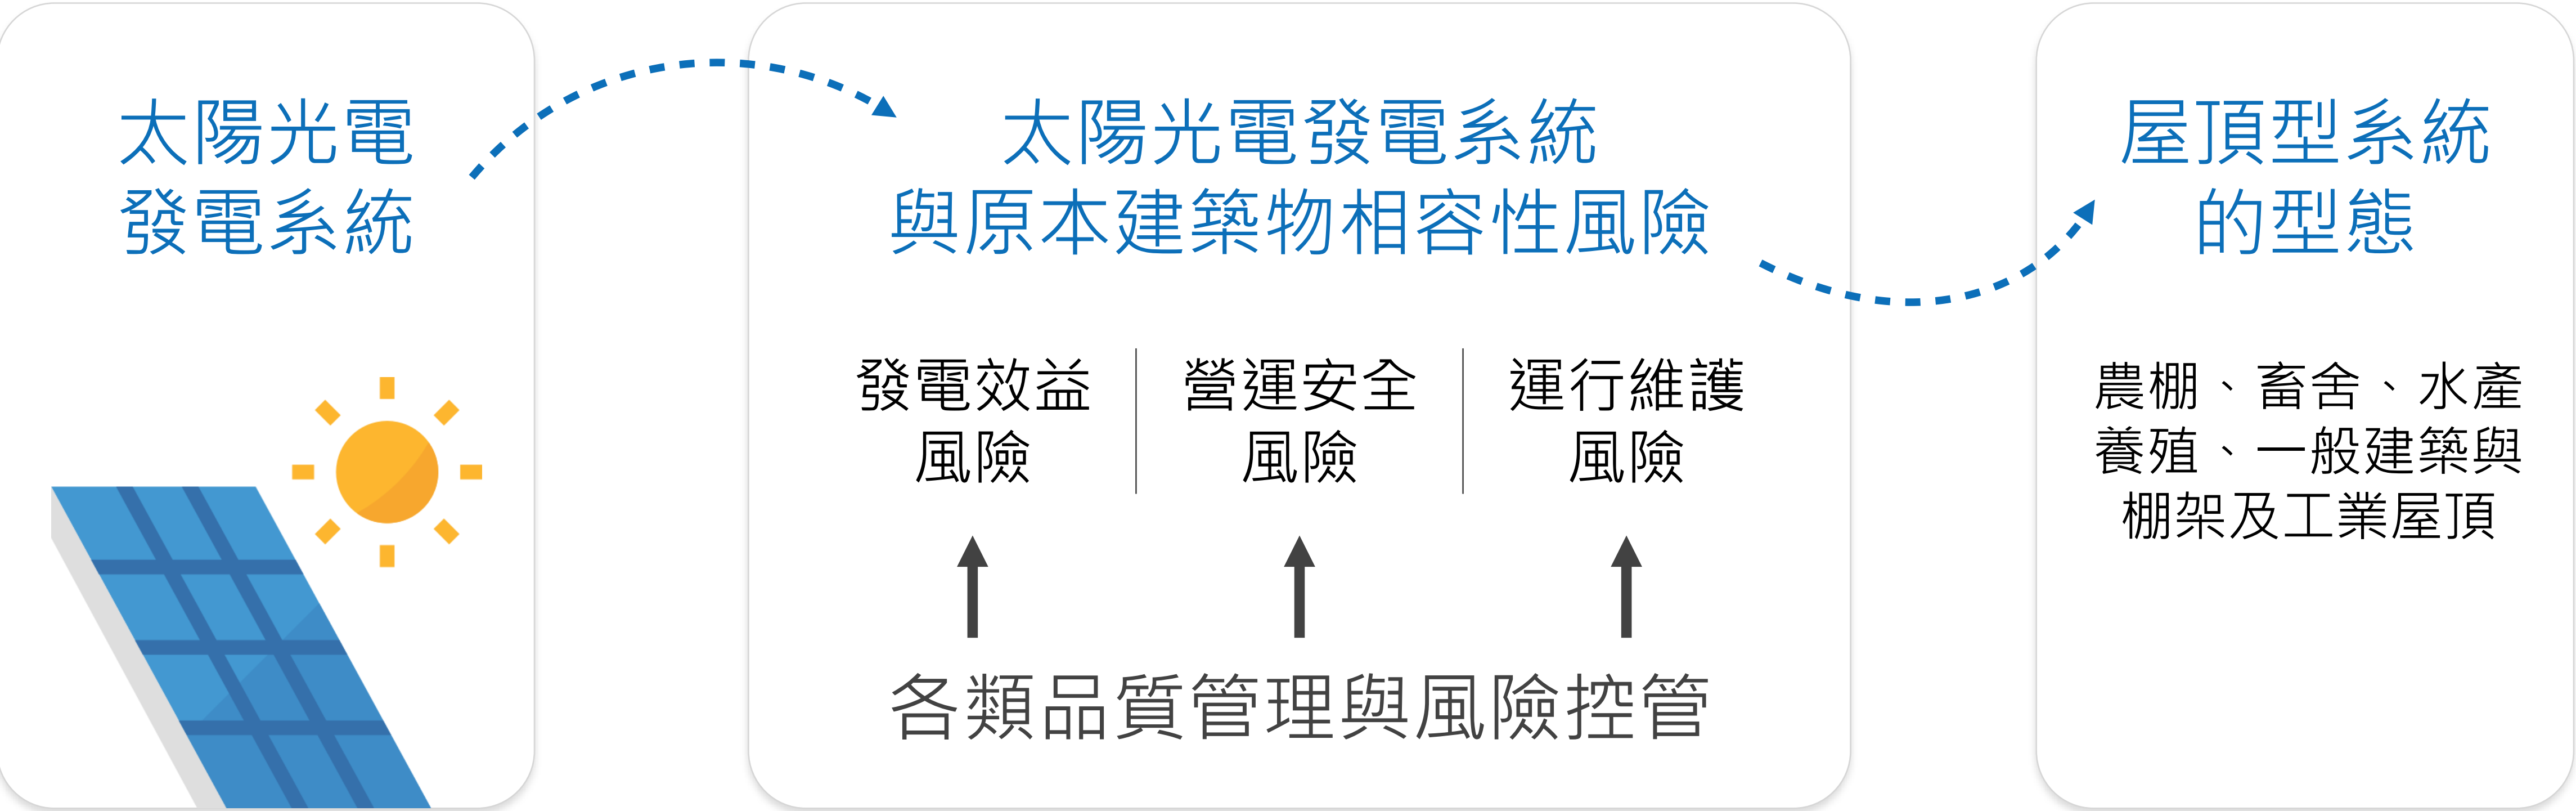 太陽光電
發電系統
太陽光電發電系統
與原本建築物相容性風險
發電效益
風險
營運安全
風險
運行維護
風險
各類品質管理與風險控管
屋頂型系統
的型態
農棚、畜舍、水產
養殖、一般建築與
棚架及工業屋頂